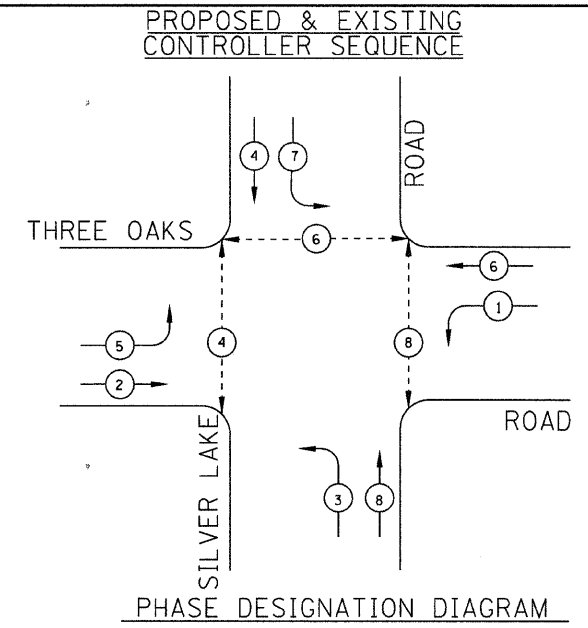 PROPOSED & EXISTING
CONTROLLER SEQUENCE
4
7
ROAD
THREE OAKS
6
6
1
5
4
8
2
ROAD
SILVER LAKE
3
8
PHASE DESIGNATION DIAGRAM